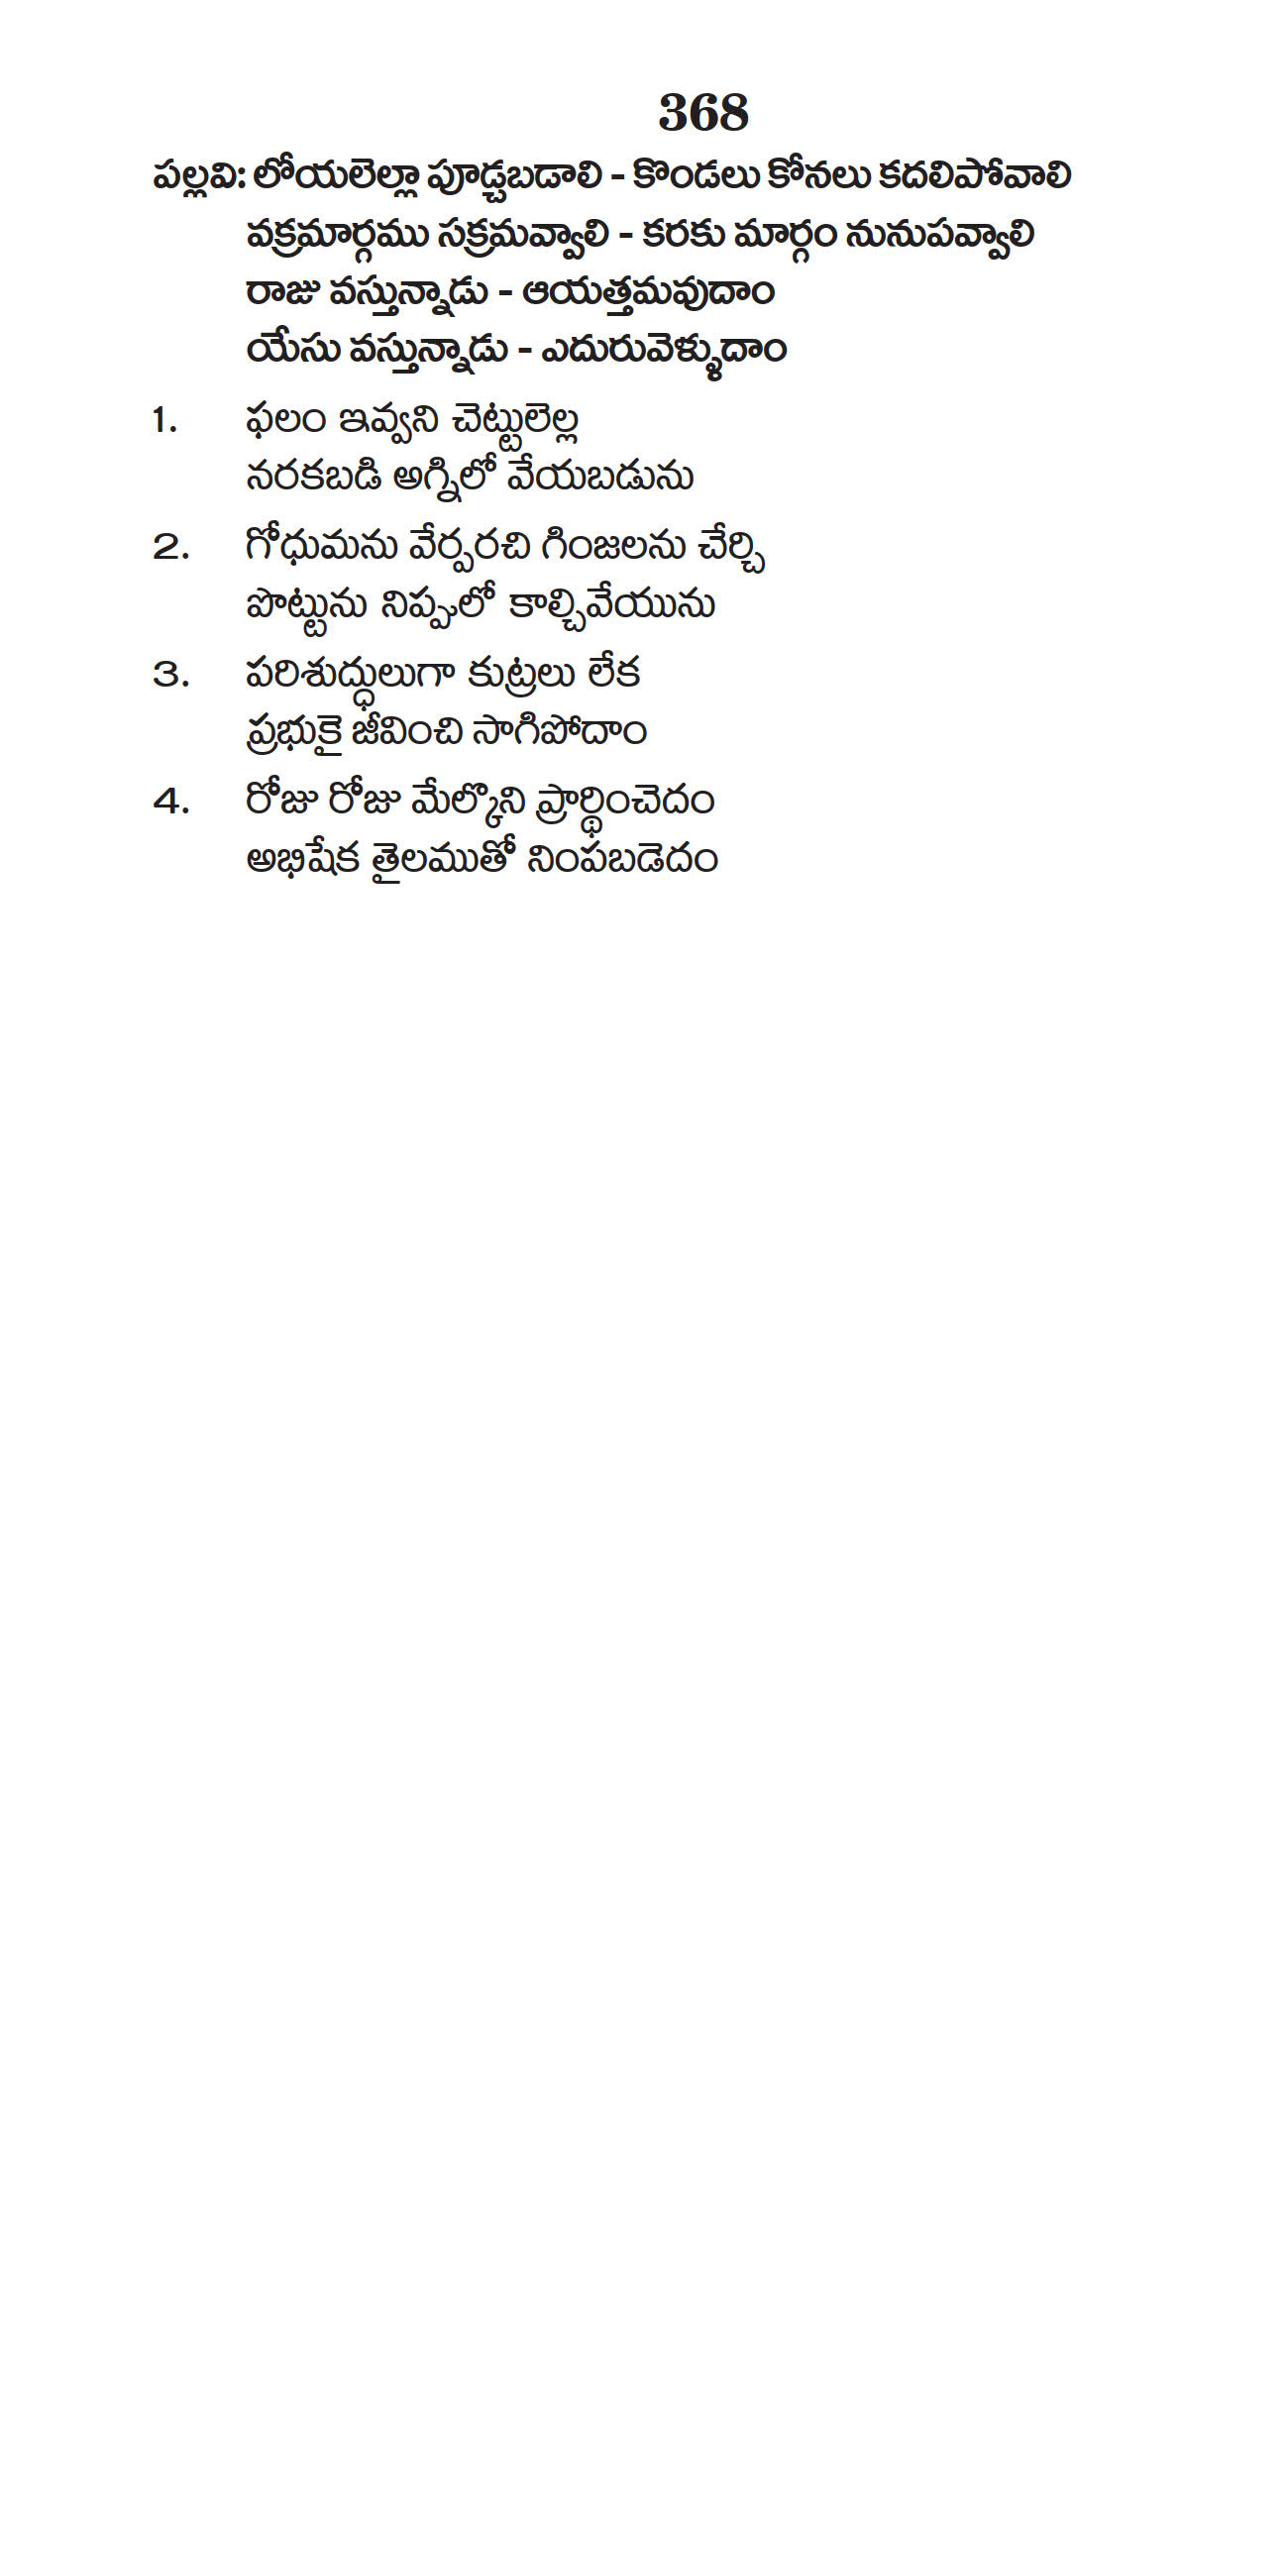 368
పల్లవి: లోయలెల్లా పూడ్చబడాలి - కొండలు కోనలు కదలిపోవాలి
వక్రమార్గము సక్రమవ్వాలి - కరకు మార్గం నునుపవ్వాలి
రాజు వస్తున్నాడు - ఆయత్తమవుదాం
యేసు వస్తున్నాడు - ఎదురువెళ్ళుదాం
1. ఫలం ఇవ్వని చెట్టులెల్ల
నరకబడి అగ్నిలో వేయబడును
2. గోధుమను వేర్పరచి గింజలను చేర్చి
పొట్టును నిప్పులో కాల్చివేయును
3. పరిశుద్ధులుగా కుట్రలు లేక
ప్రభుకై జీవించి సాగిపోదాం
4. రోజు రోజు మేల్కొని ప్రార్థించెదం
అభిషేక తైలముతో నింపబడెదం